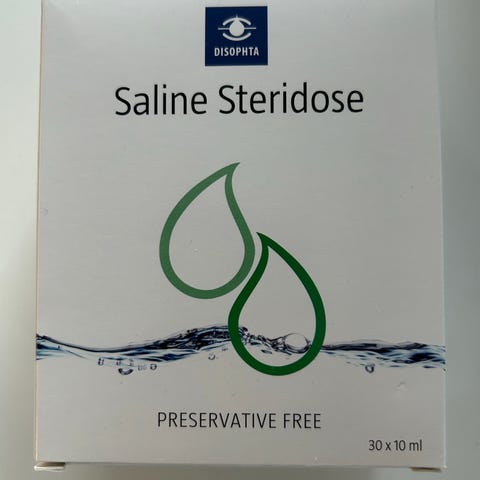 DISOPHTA
Saline Steridose
PRESERVATIVE FREE
30 x 10 ml